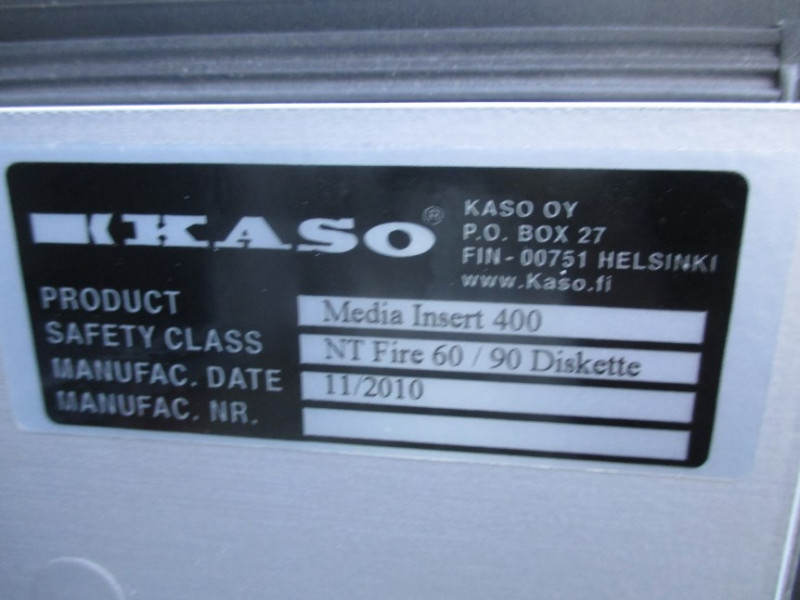 KASO®
KASO OY
P.O. BOX 27
FIN - 00751 HELSINKI
www.Kaso.fi
PRODUCT Media Insert 400
SAFETY CLASS NT Fire 60 / 90 Diskette
MANUFAC. DATE 11/2010
MANUFAC. NR.